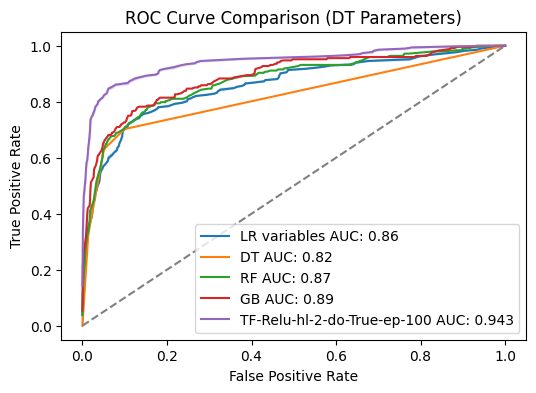 ROC Curve Comparison (DT Parameters)
True Positive Rate
1.0
0.8
0.6
0.4
0.2
0.0
LR variables AUC: 0.86
DT AUC: 0.82
RF AUC: 0.87
GB AUC: 0.89
TF-Relu-hl-2-do-True-ep-100 AUC: 0.943
0.0 0.2 0.4 0.6 0.8 1.0
False Positive Rate